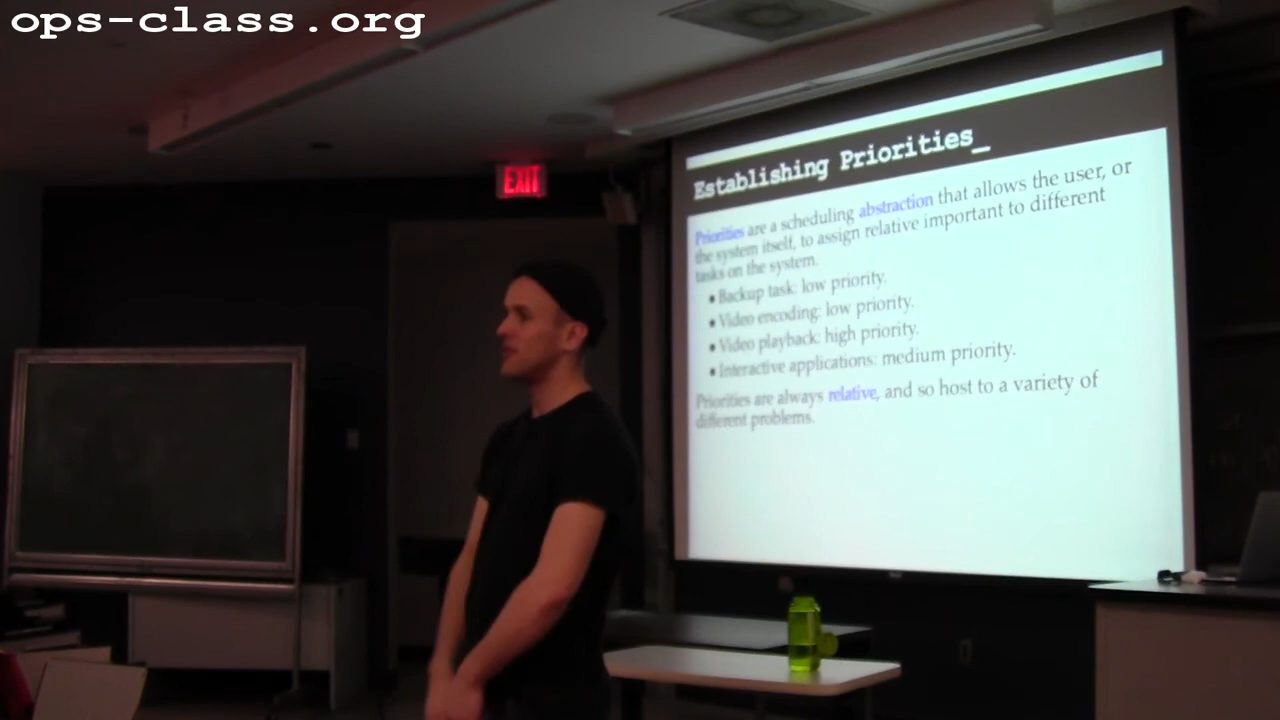 ops-class.org
EXIT
Establishing Priorities_
Priorities are a scheduling abstraction that allows the user, or
the system itself, to assign relative important to different
tasks on the system.
• Backup task: low priority.
• Video encoding: low priority.
• Video playback: high priority.
• Interactive applications: medium priority.
Priorities are always relative, and so host to a variety of
different problems.